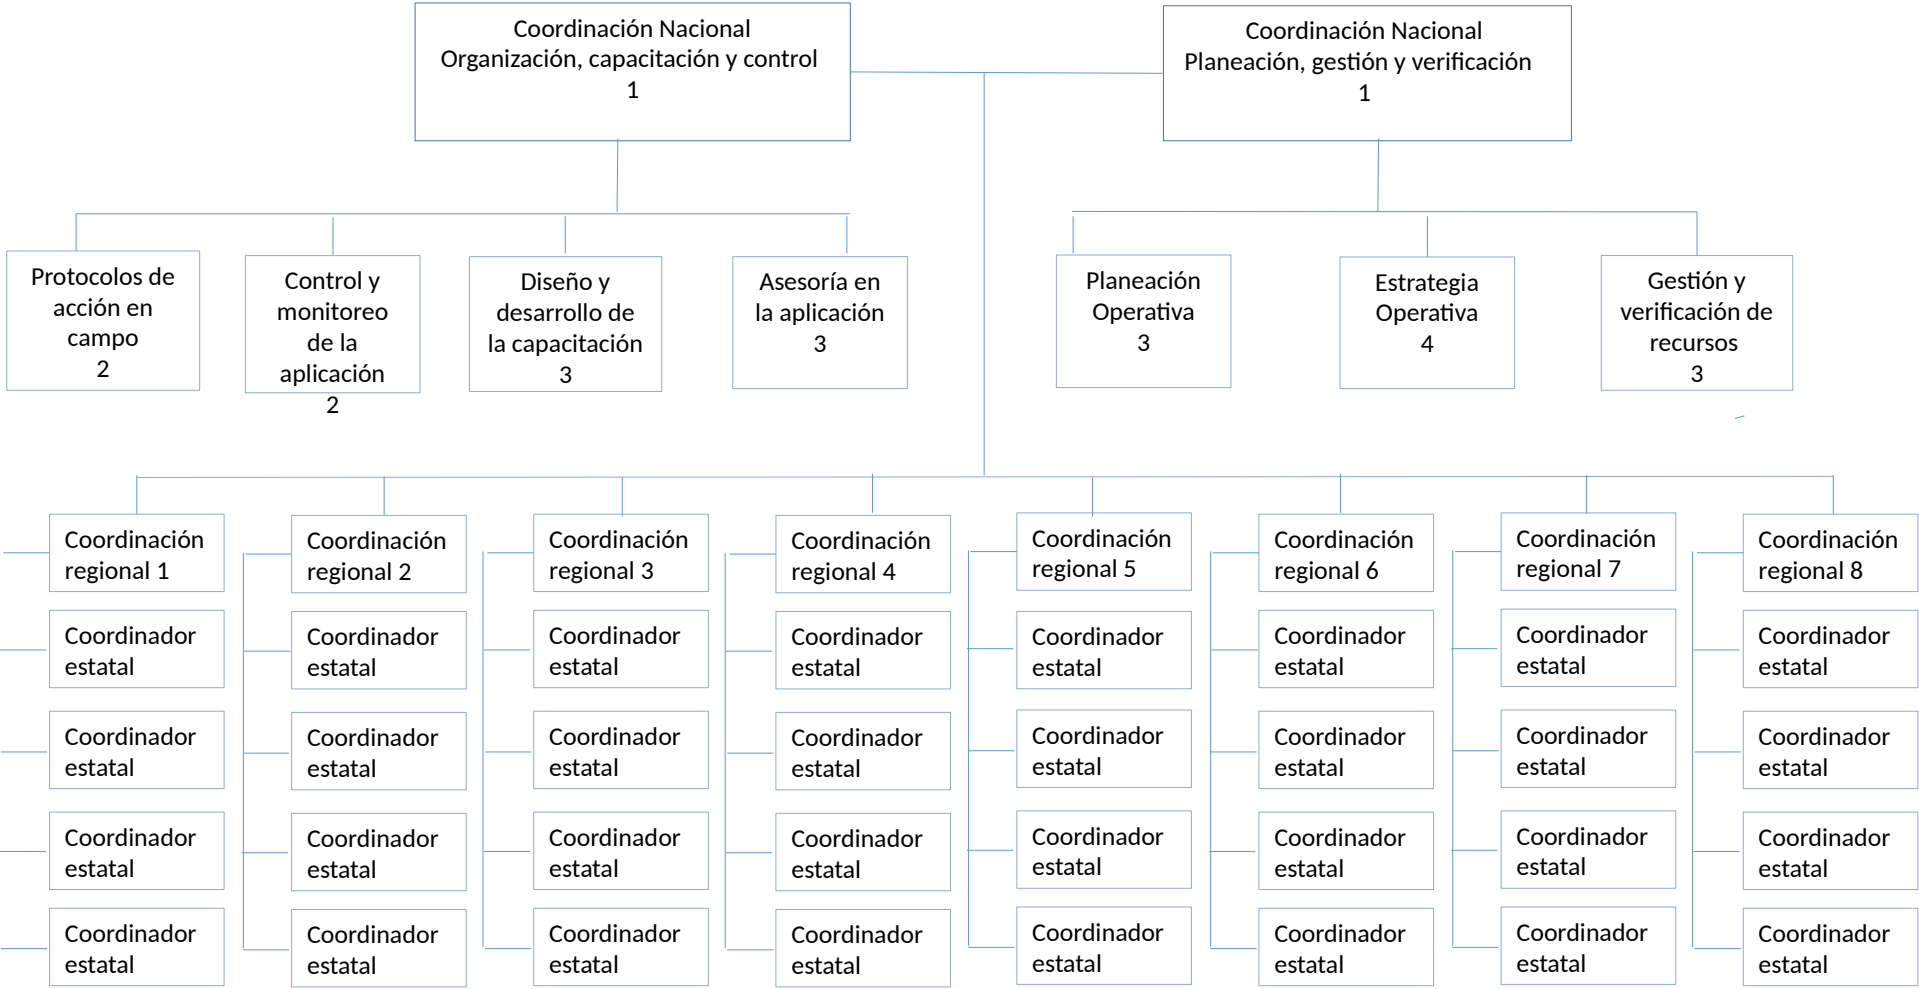 Coordinación Nacional
Organización, capacitación y control
1
Coordinación Nacional
Planeación, gestión y verificación
1
Protocolos de
acción en
campo
2
Control y
monitoreo
de la
aplicación
2
Diseño y
desarrollo de
la capacitación
3
Asesoría en
la aplicación
3
Planeación
Operativa
3
Estrategia
Operativa
4
Gestión y
verificación de
recursos
3
Coordinación
regional 1
Coordinador
estatal
Coordinador
estatal
Coordinador
estatal
Coordinador
estatal
Coordinación
regional 2
Coordinador
estatal
Coordinador
estatal
Coordinador
estatal
Coordinador
estatal
Coordinación
regional 3
Coordinador
estatal
Coordinador
estatal
Coordinador
estatal
Coordinador
estatal
Coordinación
regional 4
Coordinador
estatal
Coordinador
estatal
Coordinador
estatal
Coordinador
estatal
Coordinación
regional 5
Coordinador
estatal
Coordinador
estatal
Coordinador
estatal
Coordinador
estatal
Coordinación
regional 6
Coordinador
estatal
Coordinador
estatal
Coordinador
estatal
Coordinador
estatal
Coordinación
regional 7
Coordinador
estatal
Coordinador
estatal
Coordinador
estatal
Coordinador
estatal
Coordinación
regional 8
Coordinador
estatal
Coordinador
estatal
Coordinador
estatal
Coordinador
estatal